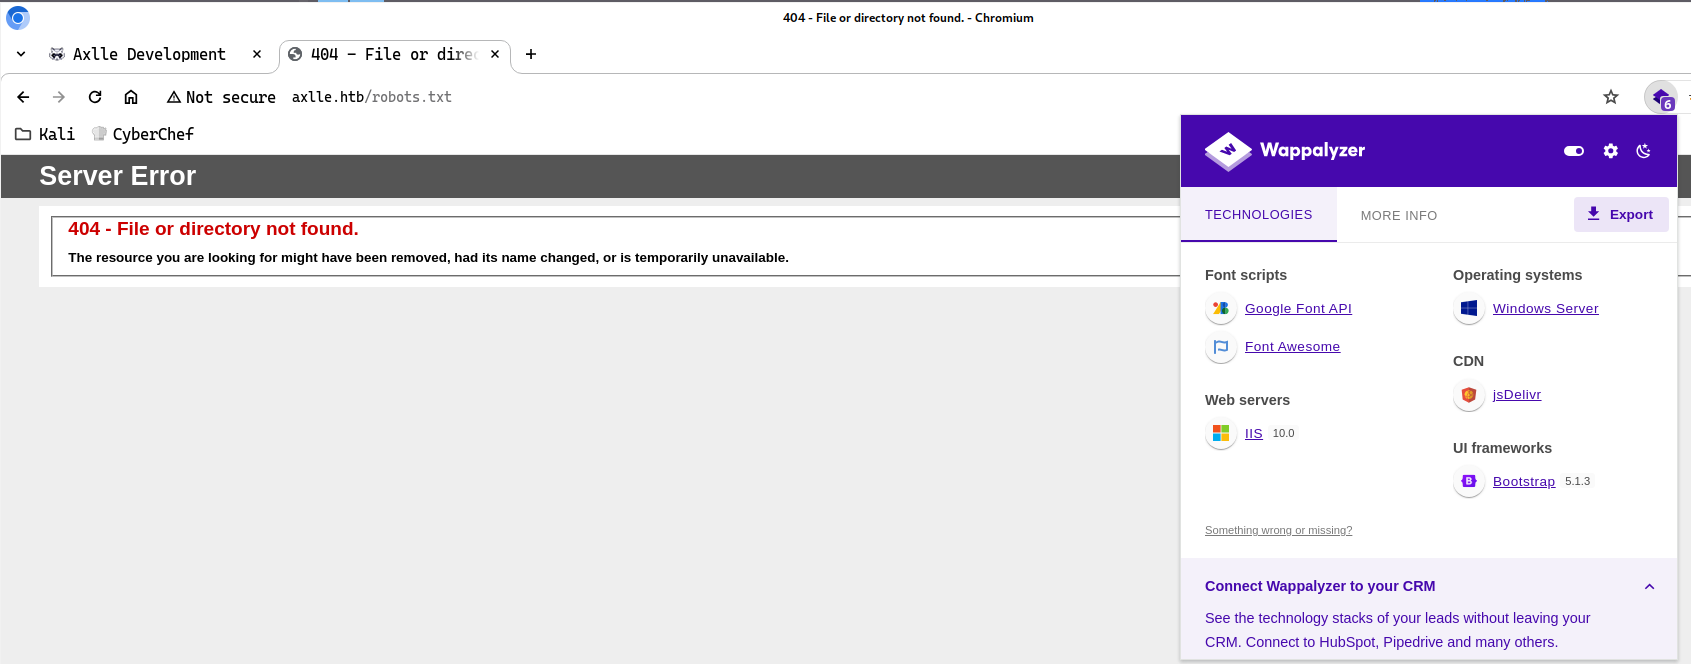 404 - File or directory not found. - Chromium
Axlle Development
404 – File or direc
Not secure axlle.htb/robots.txt
6
Kali
CyberChef
Server Error
404 - File or directory not found.
The resource you are looking for might have been removed, had its name changed, or is temporarily unavailable.
Wappalyzer
TECHNOLOGIES
MORE INFO
Export
Font scripts
Google Font API
Font Awesome
Web servers
IIS 10.0
Operating systems
Windows Server
CDN
jsDelivr
UI frameworks
Bootstrap 5.1.3
Something wrong or missing?
Connect Wappalyzer to your CRM
See the technology stacks of your leads without leaving your
CRM. Connect to HubSpot, Pipedrive and many others.